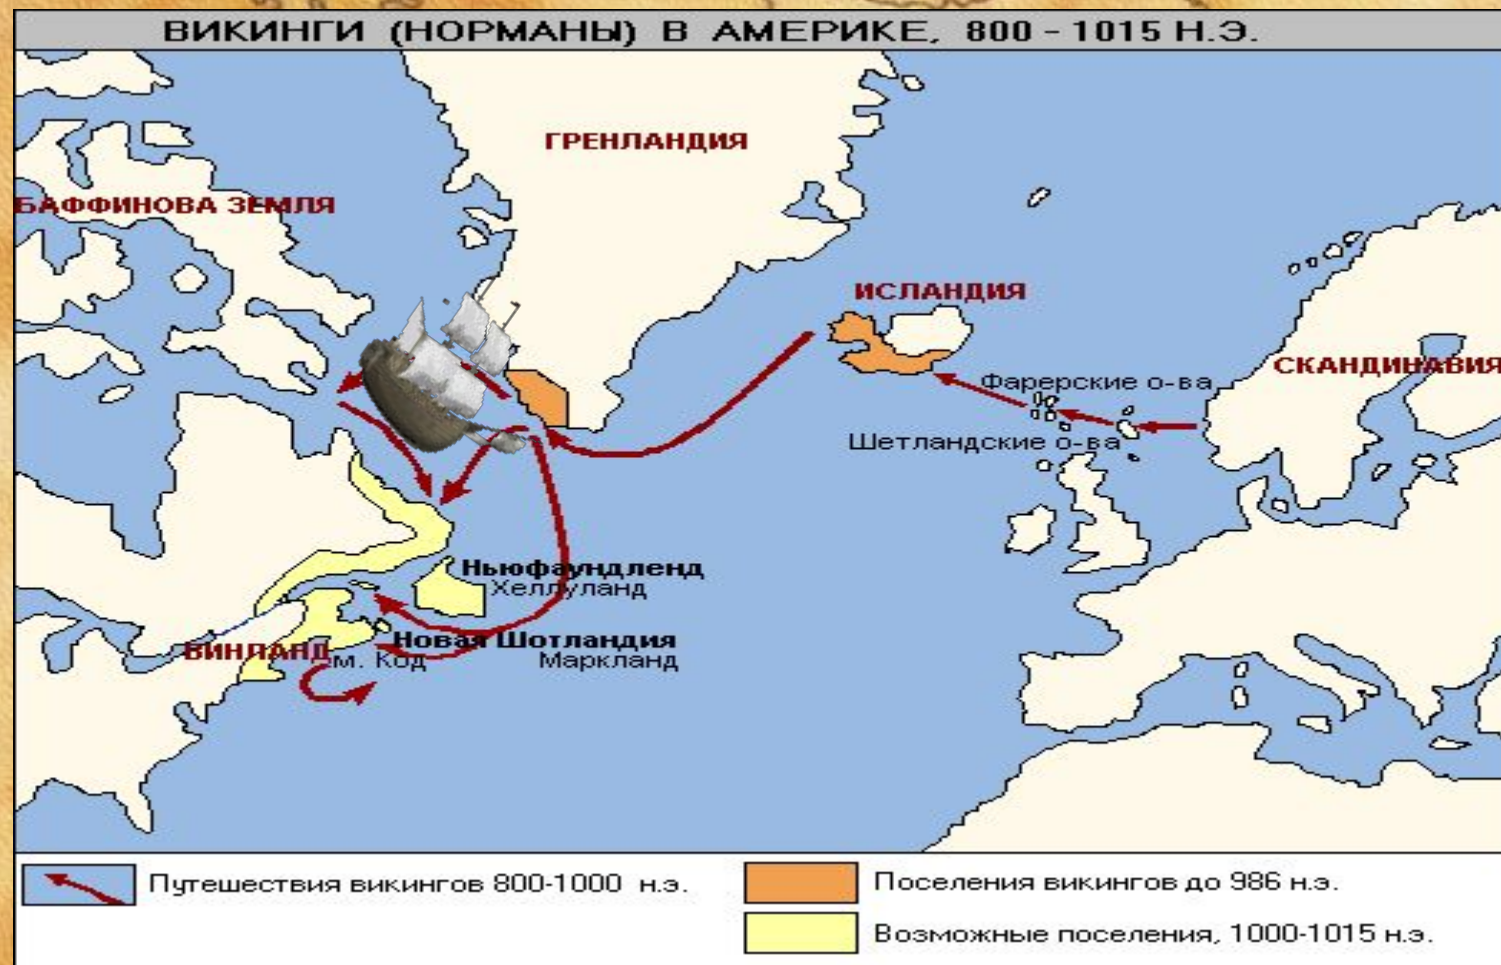 ВИКИНГИ (НОРМАНЫ) В АМЕРИКЕ, 800 - 1015 Н.Э.
ГРЕНЛАНДИЯ
БАФФИНОВА ЗЕМЛЯ
ИСЛАНДИЯ
СКАНДИНАВИЯ
Фарерские о-ва
Шетландские о-ва
Ньюфаундленд
Хеллуланд
Новая Шотландия
ВИНЛАНД
м. Код
Маркланд
Путешествия викингов 800-1000 н.э.
Поселения викингов до 986 н.э.
Возможные поселения, 1000-1015 н.э.